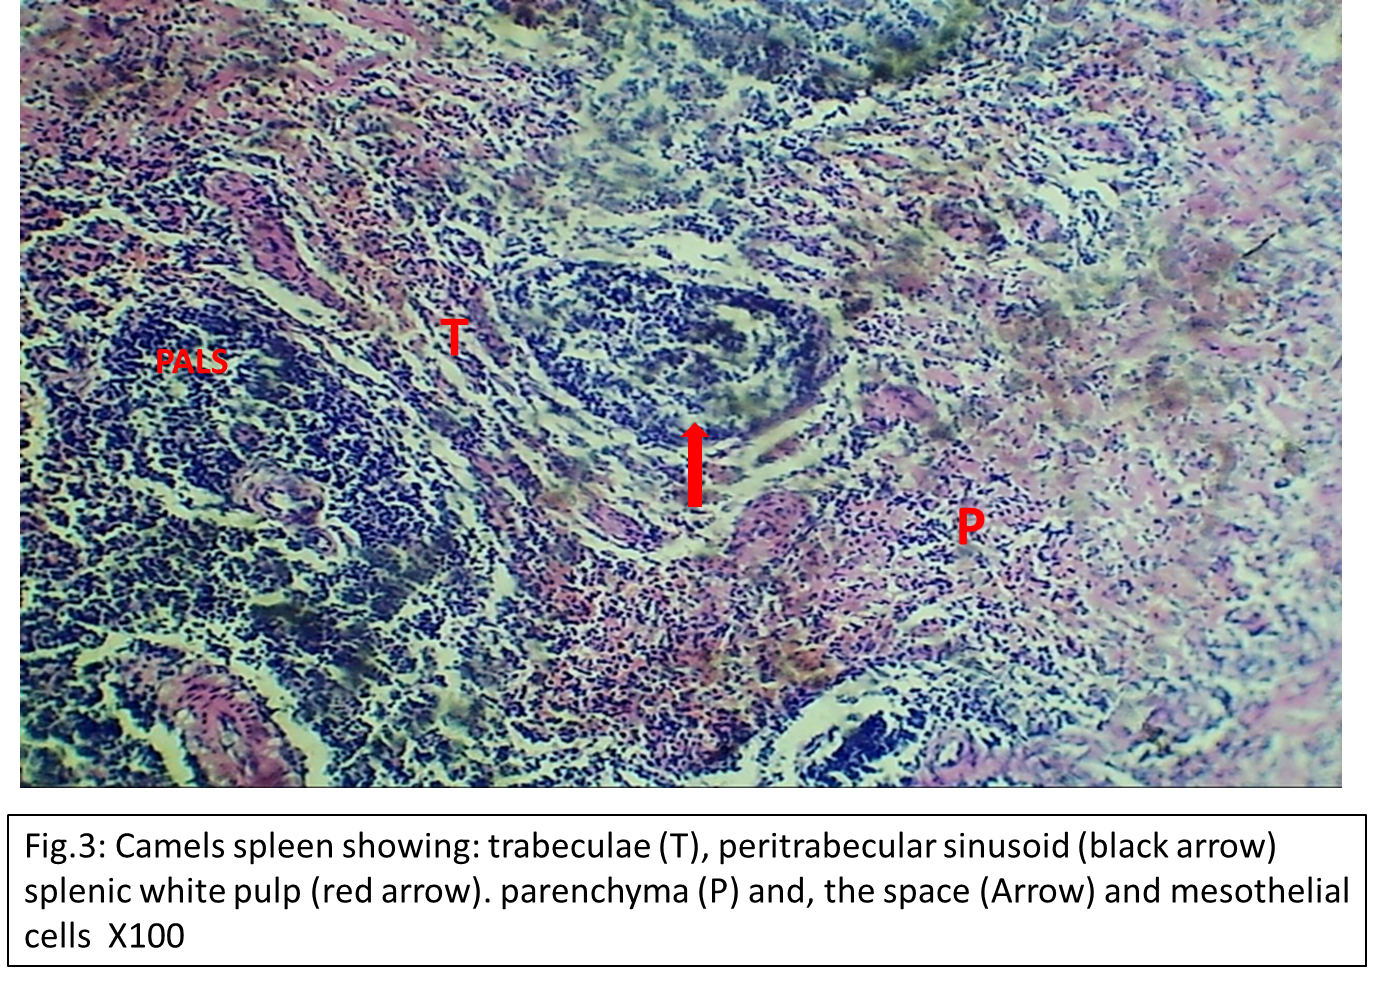 T
PALS
P
Fig.3: Camels spleen showing: trabeculae (T), peritrabecular sinusoid (black arrow)
splenic white pulp (red arrow). parenchyma (P) and, the space (Arrow) and mesothelial
cells X100